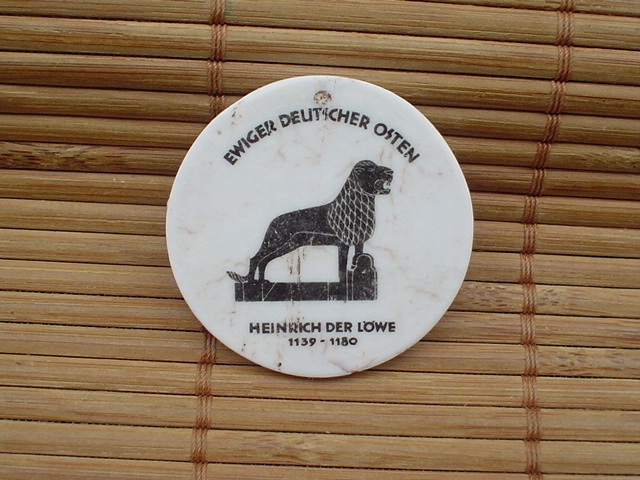 EWIGER DEUTSCHER OSTEN
HEINRICH DER LÖWE
1139 - 1180